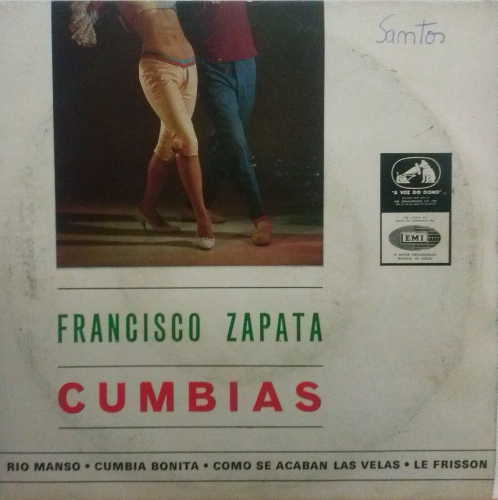 Santos
"A VOZ DO DONO"
EMI
FRANCISCO ZAPATA
CUMBIAS
RIO MANSO • CUMBIA BONITA • COMO SE ACABAN LAS VELAS • LE FRISSON